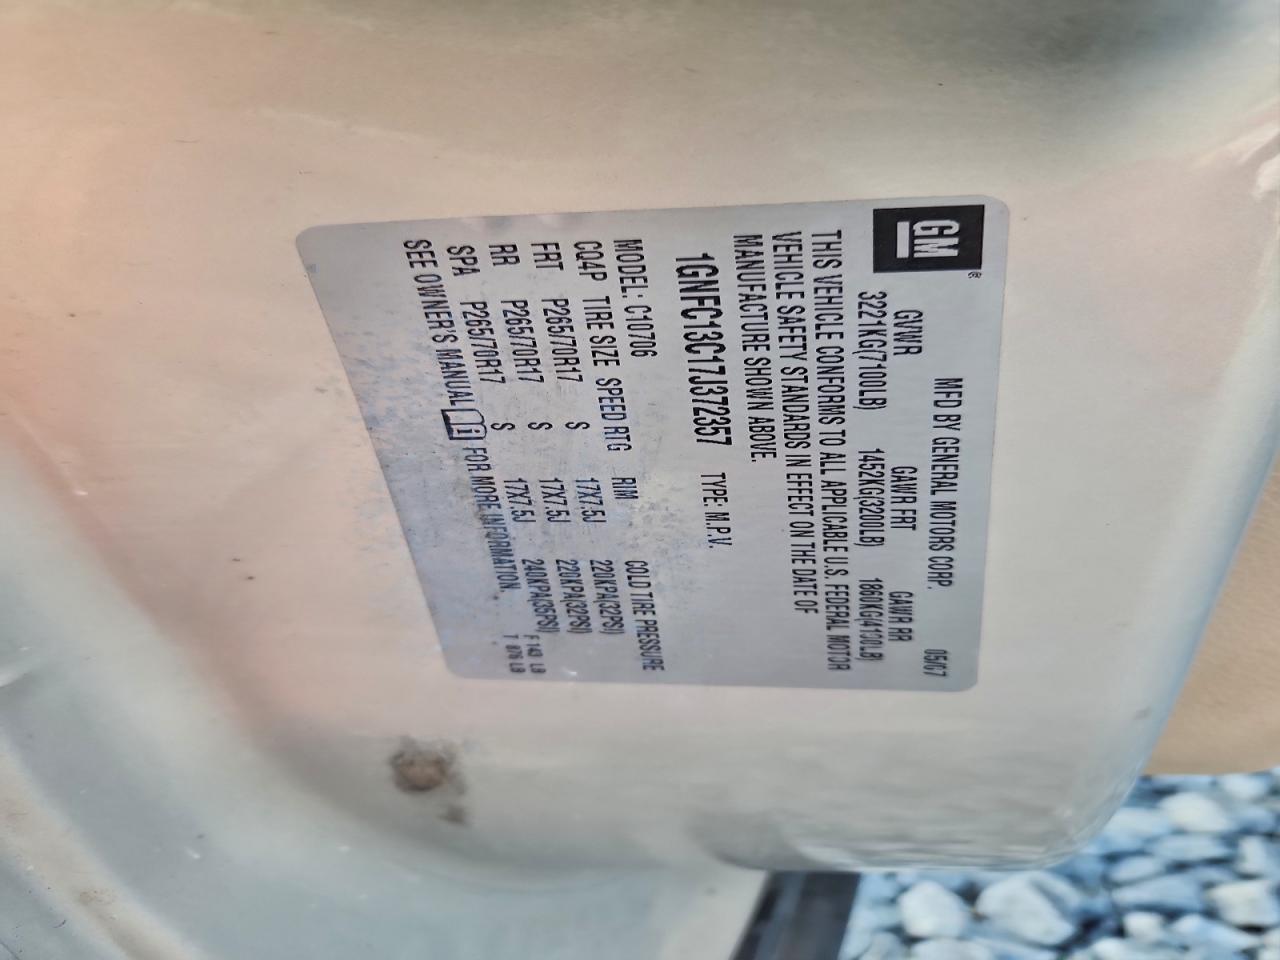 GM ®
MFD BY GENERAL MOTORS CORP. 05/07
GVWR GAWR FRT GAWR RR
3221KG(7100LB) 1452KG(3200LB) 1860KG(4100LB)
THIS VEHICLE CONFORMS TO ALL APPLICABLE U.S. FEDERAL MOTOR
VEHICLE SAFETY STANDARDS IN EFFECT ON THE DATE OF
MANUFACTURE SHOWN ABOVE.
1GNFC13C17J372357 TYPE: M.P.V.
MODEL: C10706
CQ4P TIRE SIZE SPEED RTG RIM COLD TIRE PRESSURE
FRT P265/70R17 S 17X7.5J 220KPA(32PSI)
RR P265/70R17 S 17X7.5J 220KPA(32PSI)
SPA P265/70R17 S 17X7.5J 240KPA(35PSI)
SEE OWNER'S MANUAL i FOR MORE INFORMATION.
F 143 LB
T 876 LB